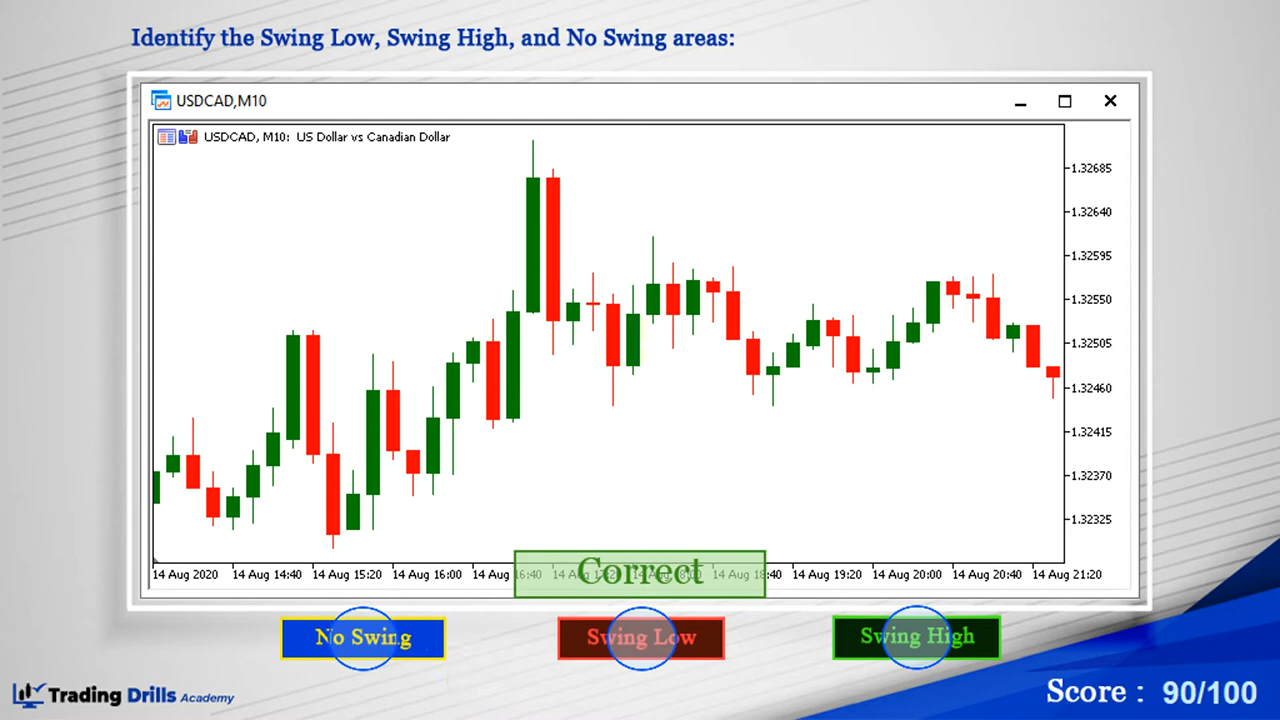 Identify the Swing Low, Swing High, and No Swing areas:
USDCAD,M10
USDCAD, M10: US Dollar vs Canadian Dollar
1.32685
1.32640
1.32595
1.32550
1.32505
1.32460
1.32415
1.32370
1.32325
Correct
14 Aug 2020 14 Aug 14:40 14 Aug 15:20 14 Aug 16:00 14 Aug 16:40 14 Aug 18:40 14 Aug 19:20 14 Aug 20:00 14 Aug 20:40 14 Aug 21:20
No Swing Swing Low Swing High
Trading Drills Academy
Score : 90/100